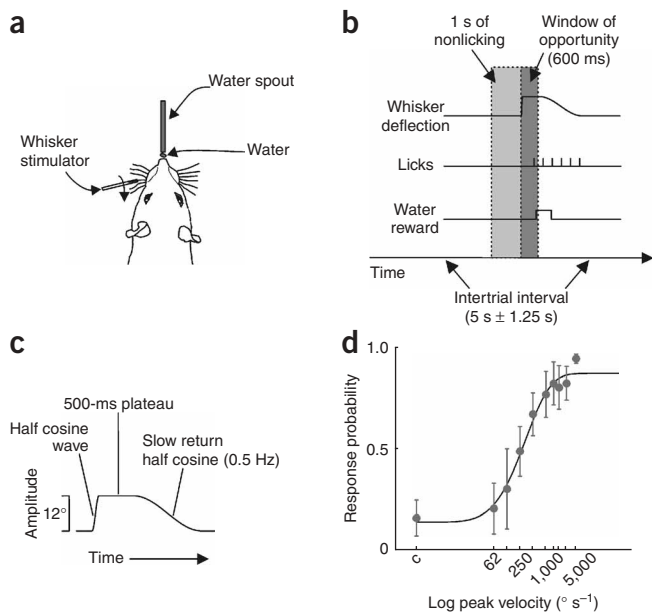 a
Water spout
Whisker
stimulator
Water
b
1 s of
nonlicking
Window of
opportunity
(600 ms)
Whisker
deflection
Licks
Water
reward
Time
Intertrial interval
(5 s ± 1.25 s)
c
500-ms plateau
Half cosine
wave
Slow return
half cosine (0.5 Hz)
Amplitude
12°
Time
d
Response probability
1.0
0.5
0
c
62
250
1,000
5,000
Log peak velocity (° s⁻¹)